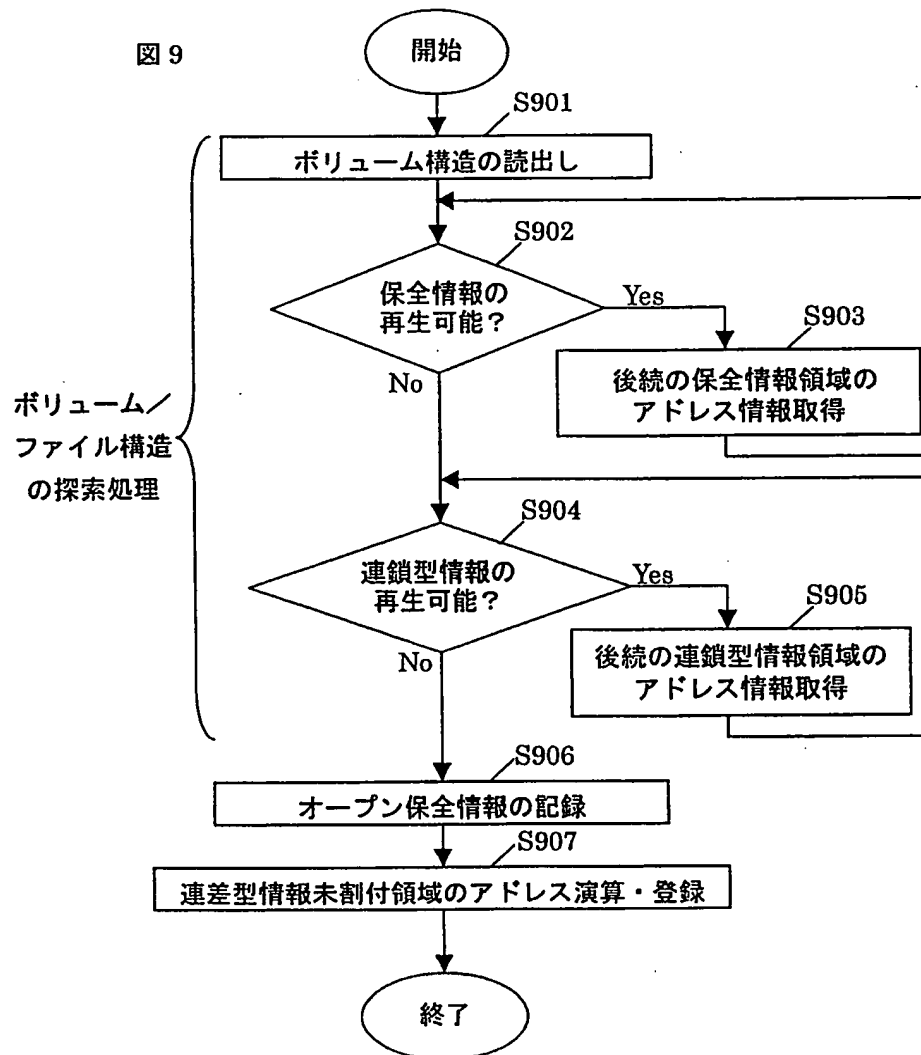 図9
開始
S901
ボリューム構造の読出し
S902
保全情報の
再生可能？
Yes
No
S903
後続の保全情報領域の
アドレス情報取得
ボリューム／
ファイル構造
の探索処理
S904
連鎖型情報の
再生可能？
Yes
No
S905
後続の連鎖型情報領域の
アドレス情報取得
S906
オープン保全情報の記録
S907
連差型情報未割付領域のアドレス演算・登録
終了